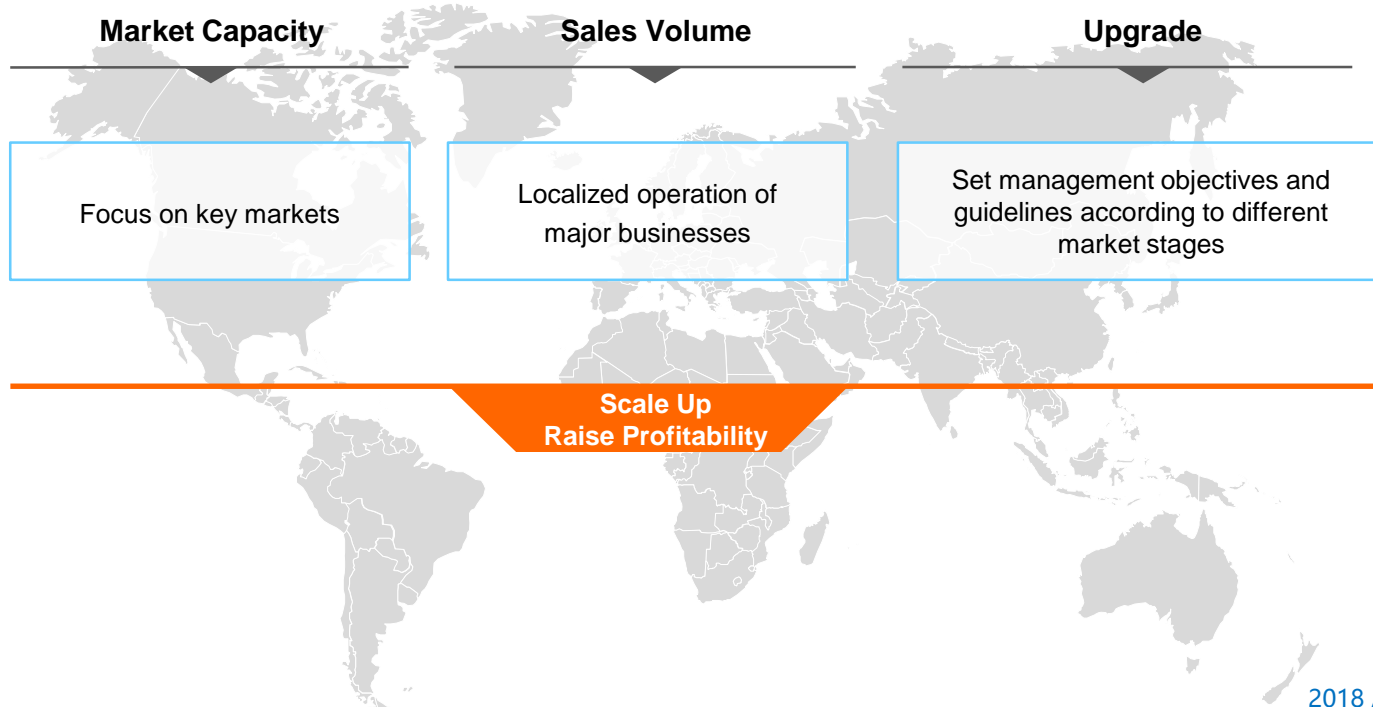 Market Capacity
Sales Volume
Upgrade
Focus on key markets
Localized operation of
major businesses
Set management objectives and
guidelines according to different
market stages
Scale Up
Raise Profitability
2018